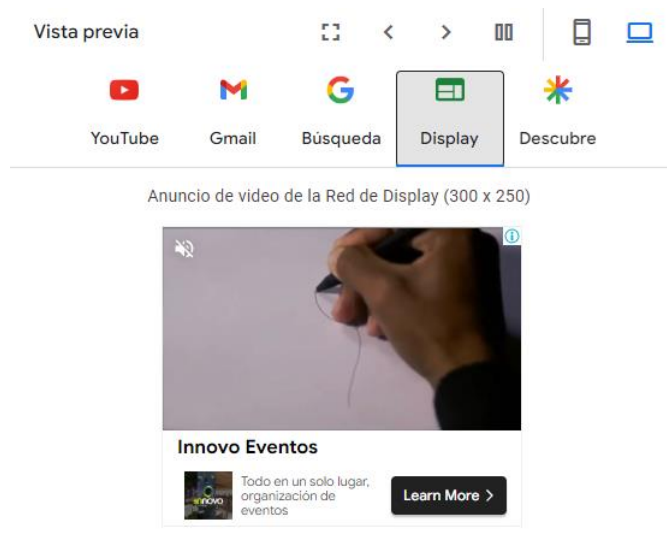 Vista previa
YouTube
Gmail
Búsqueda
Display
Descubre
Anuncio de video de la Red de Display (300 x 250)
Innovo Eventos
innovo
Todo en un solo lugar,
organización de
eventos
Learn More